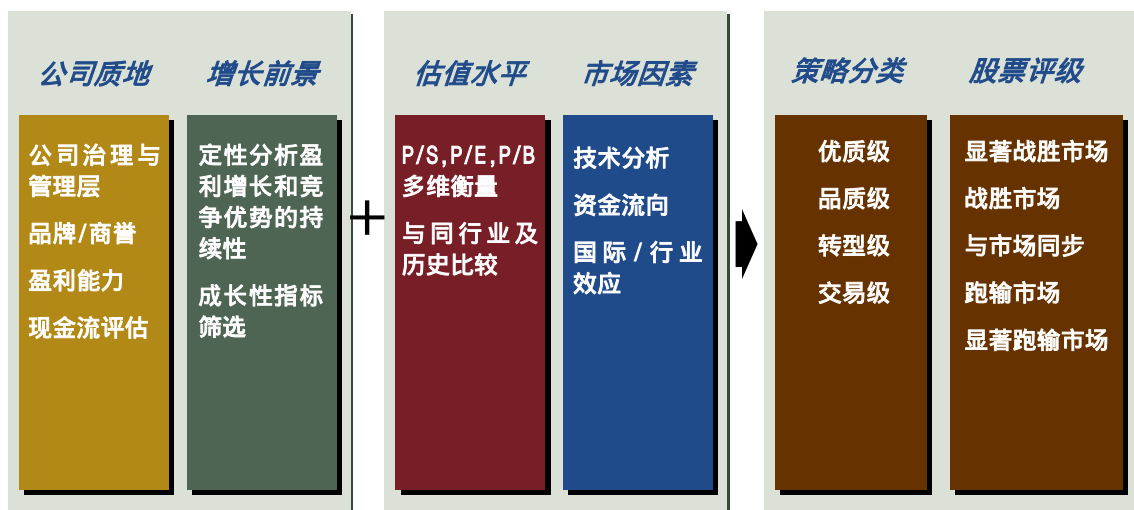 公司质地
公司治理与
管理层
品牌/商誉
盈利能力
现金流评估
增长前景
定性分析盈
利增长和竞
争优势的持
续性
成长性指标
筛选
+
估值水平
P/S,P/E,P/B
多维衡量
与同行业及
历史比较
市场因素
技术分析
资金流向
国际/行业
效应
策略分类
优质级
品质级
转型级
交易级
股票评级
显著战胜市场
战胜市场
与市场同步
跑输市场
显著跑输市场